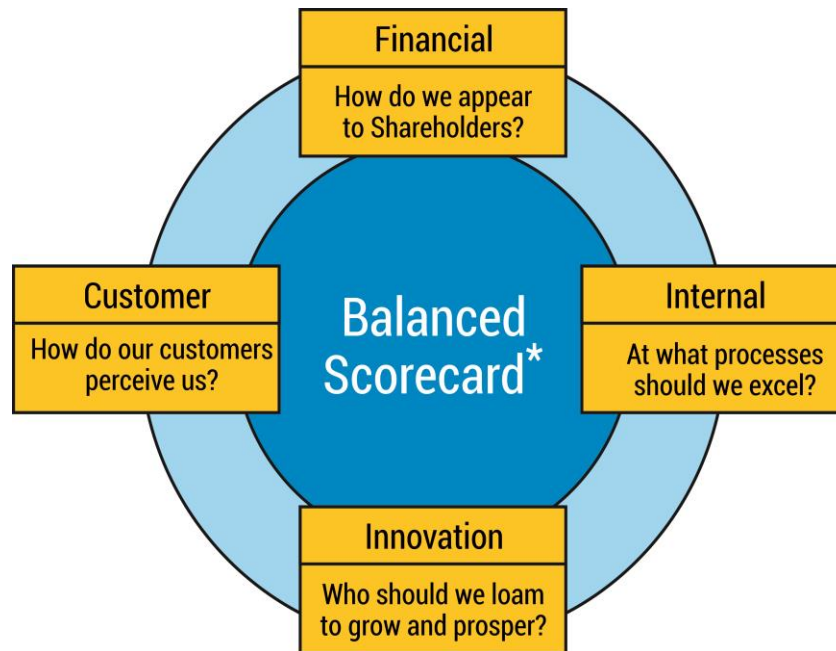 Financial
How do we appear
to Shareholders?
Customer
How do our customers
perceive us?
Balanced
Scorecard*
Internal
At what processes
should we excel?
Innovation
Who should we loam
to grow and prosper?